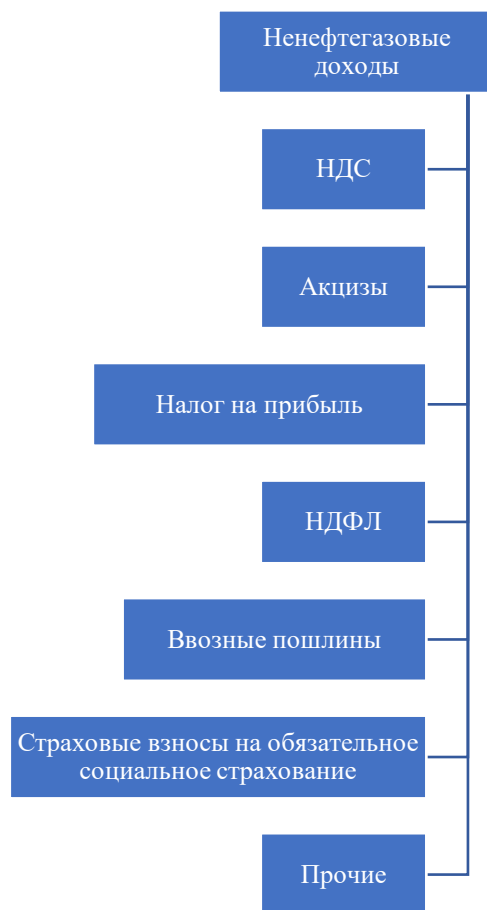 Ненефтегазовые
доходы
НДС
Акцизы
Налог на прибыль
НДФЛ
Ввозные пошлины
Страховые взносы на обязательное
социальное страхование
Прочие